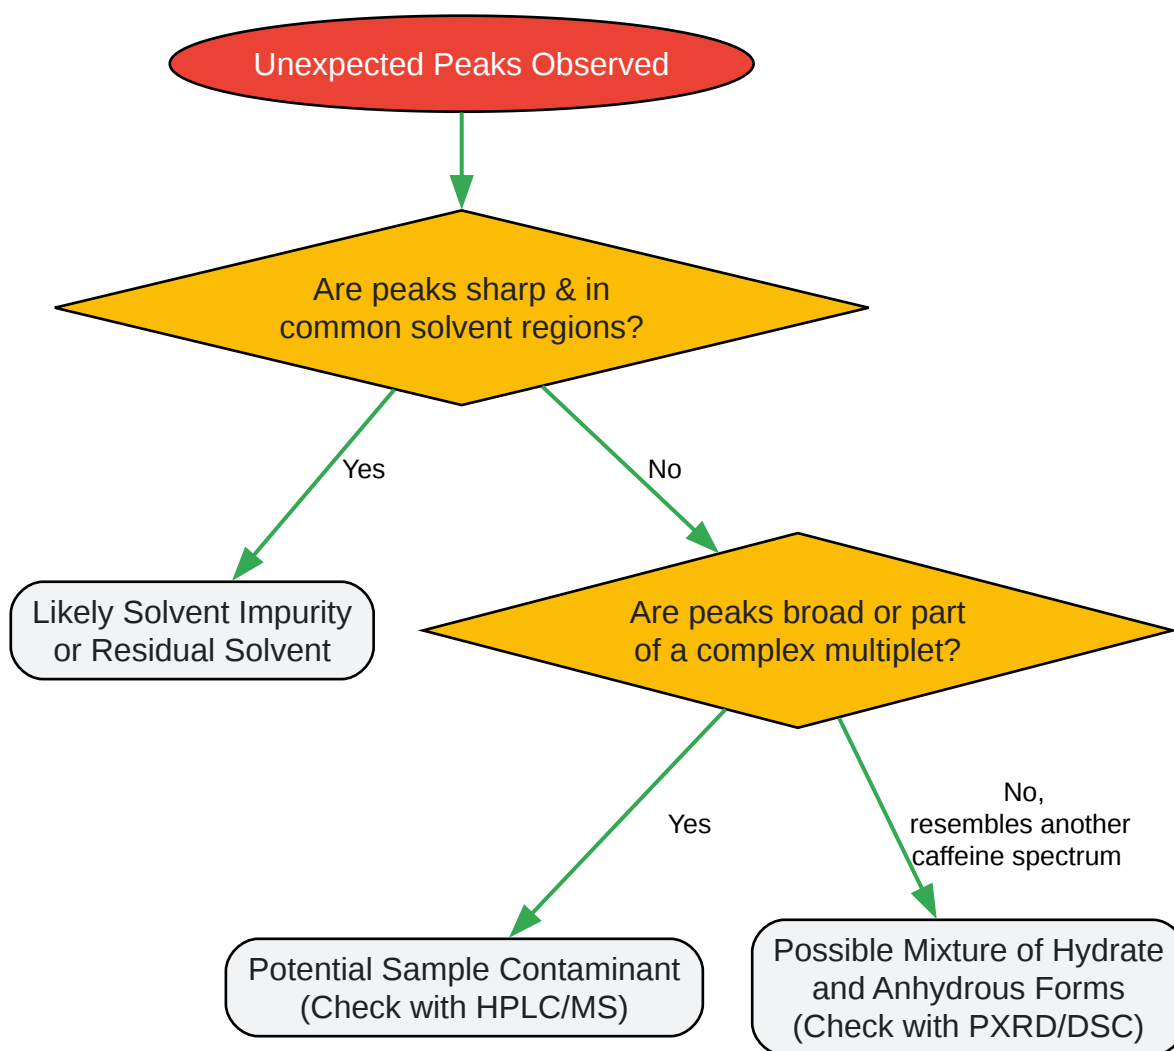 Unexpected Peaks Observed
Are peaks sharp & in
common solvent regions?
Yes
No
Likely Solvent Impurity
or Residual Solvent
Are peaks broad or part
of a complex multiplet?
Yes
No,
resembles another
caffeine spectrum
Potential Sample Contaminant
(Check with HPLC/MS)
Possible Mixture of Hydrate
and Anhydrous Forms
(Check with PXRD/DSC)